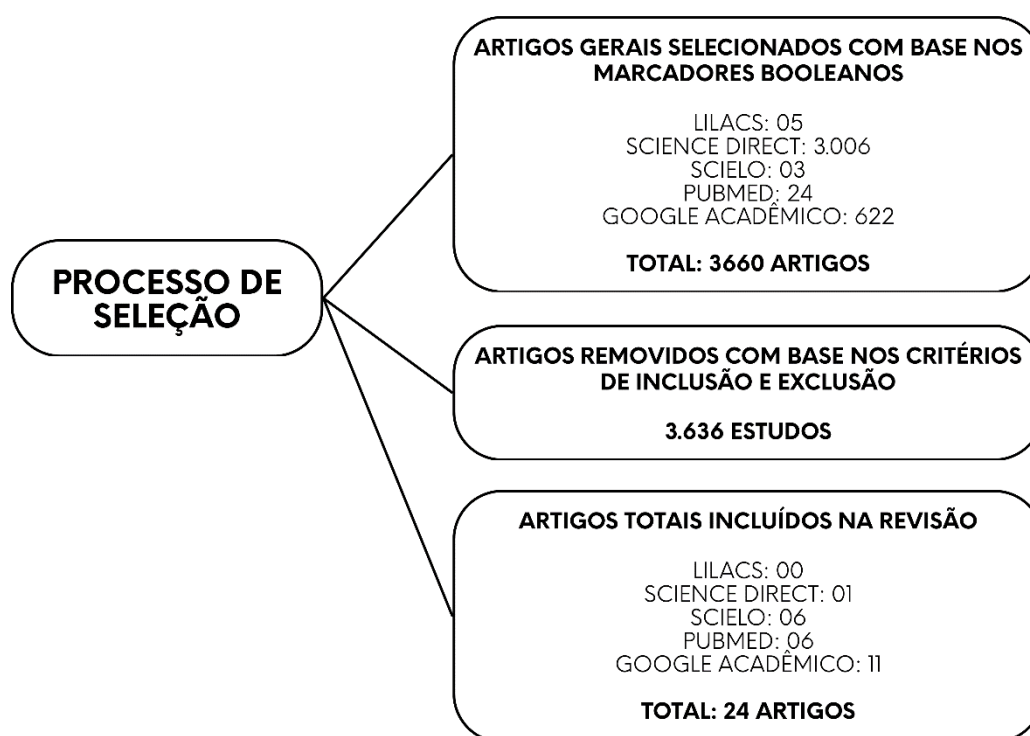 PROCESSO DE
SELEÇÃO
ARTIGOS GERAIS SELECIONADOS COM BASE NOS
MARCADORES BOOLEANOS
LILACS: 05
SCIENCE DIRECT: 3.006
SCIELO: 03
PUBMED: 24
GOOGLE ACADÊMICO: 622
TOTAL: 3660 ARTIGOS
ARTIGOS REMOVIDOS COM BASE NOS CRITÉRIOS
DE INCLUSÃO E EXCLUSÃO
3.636 ESTUDOS
ARTIGOS TOTAIS INCLUÍDOS NA REVISÃO
LILACS: 00
SCIENCE DIRECT: 01
SCIELO: 06
PUBMED: 06
GOOGLE ACADÊMICO: 11
TOTAL: 24 ARTIGOS